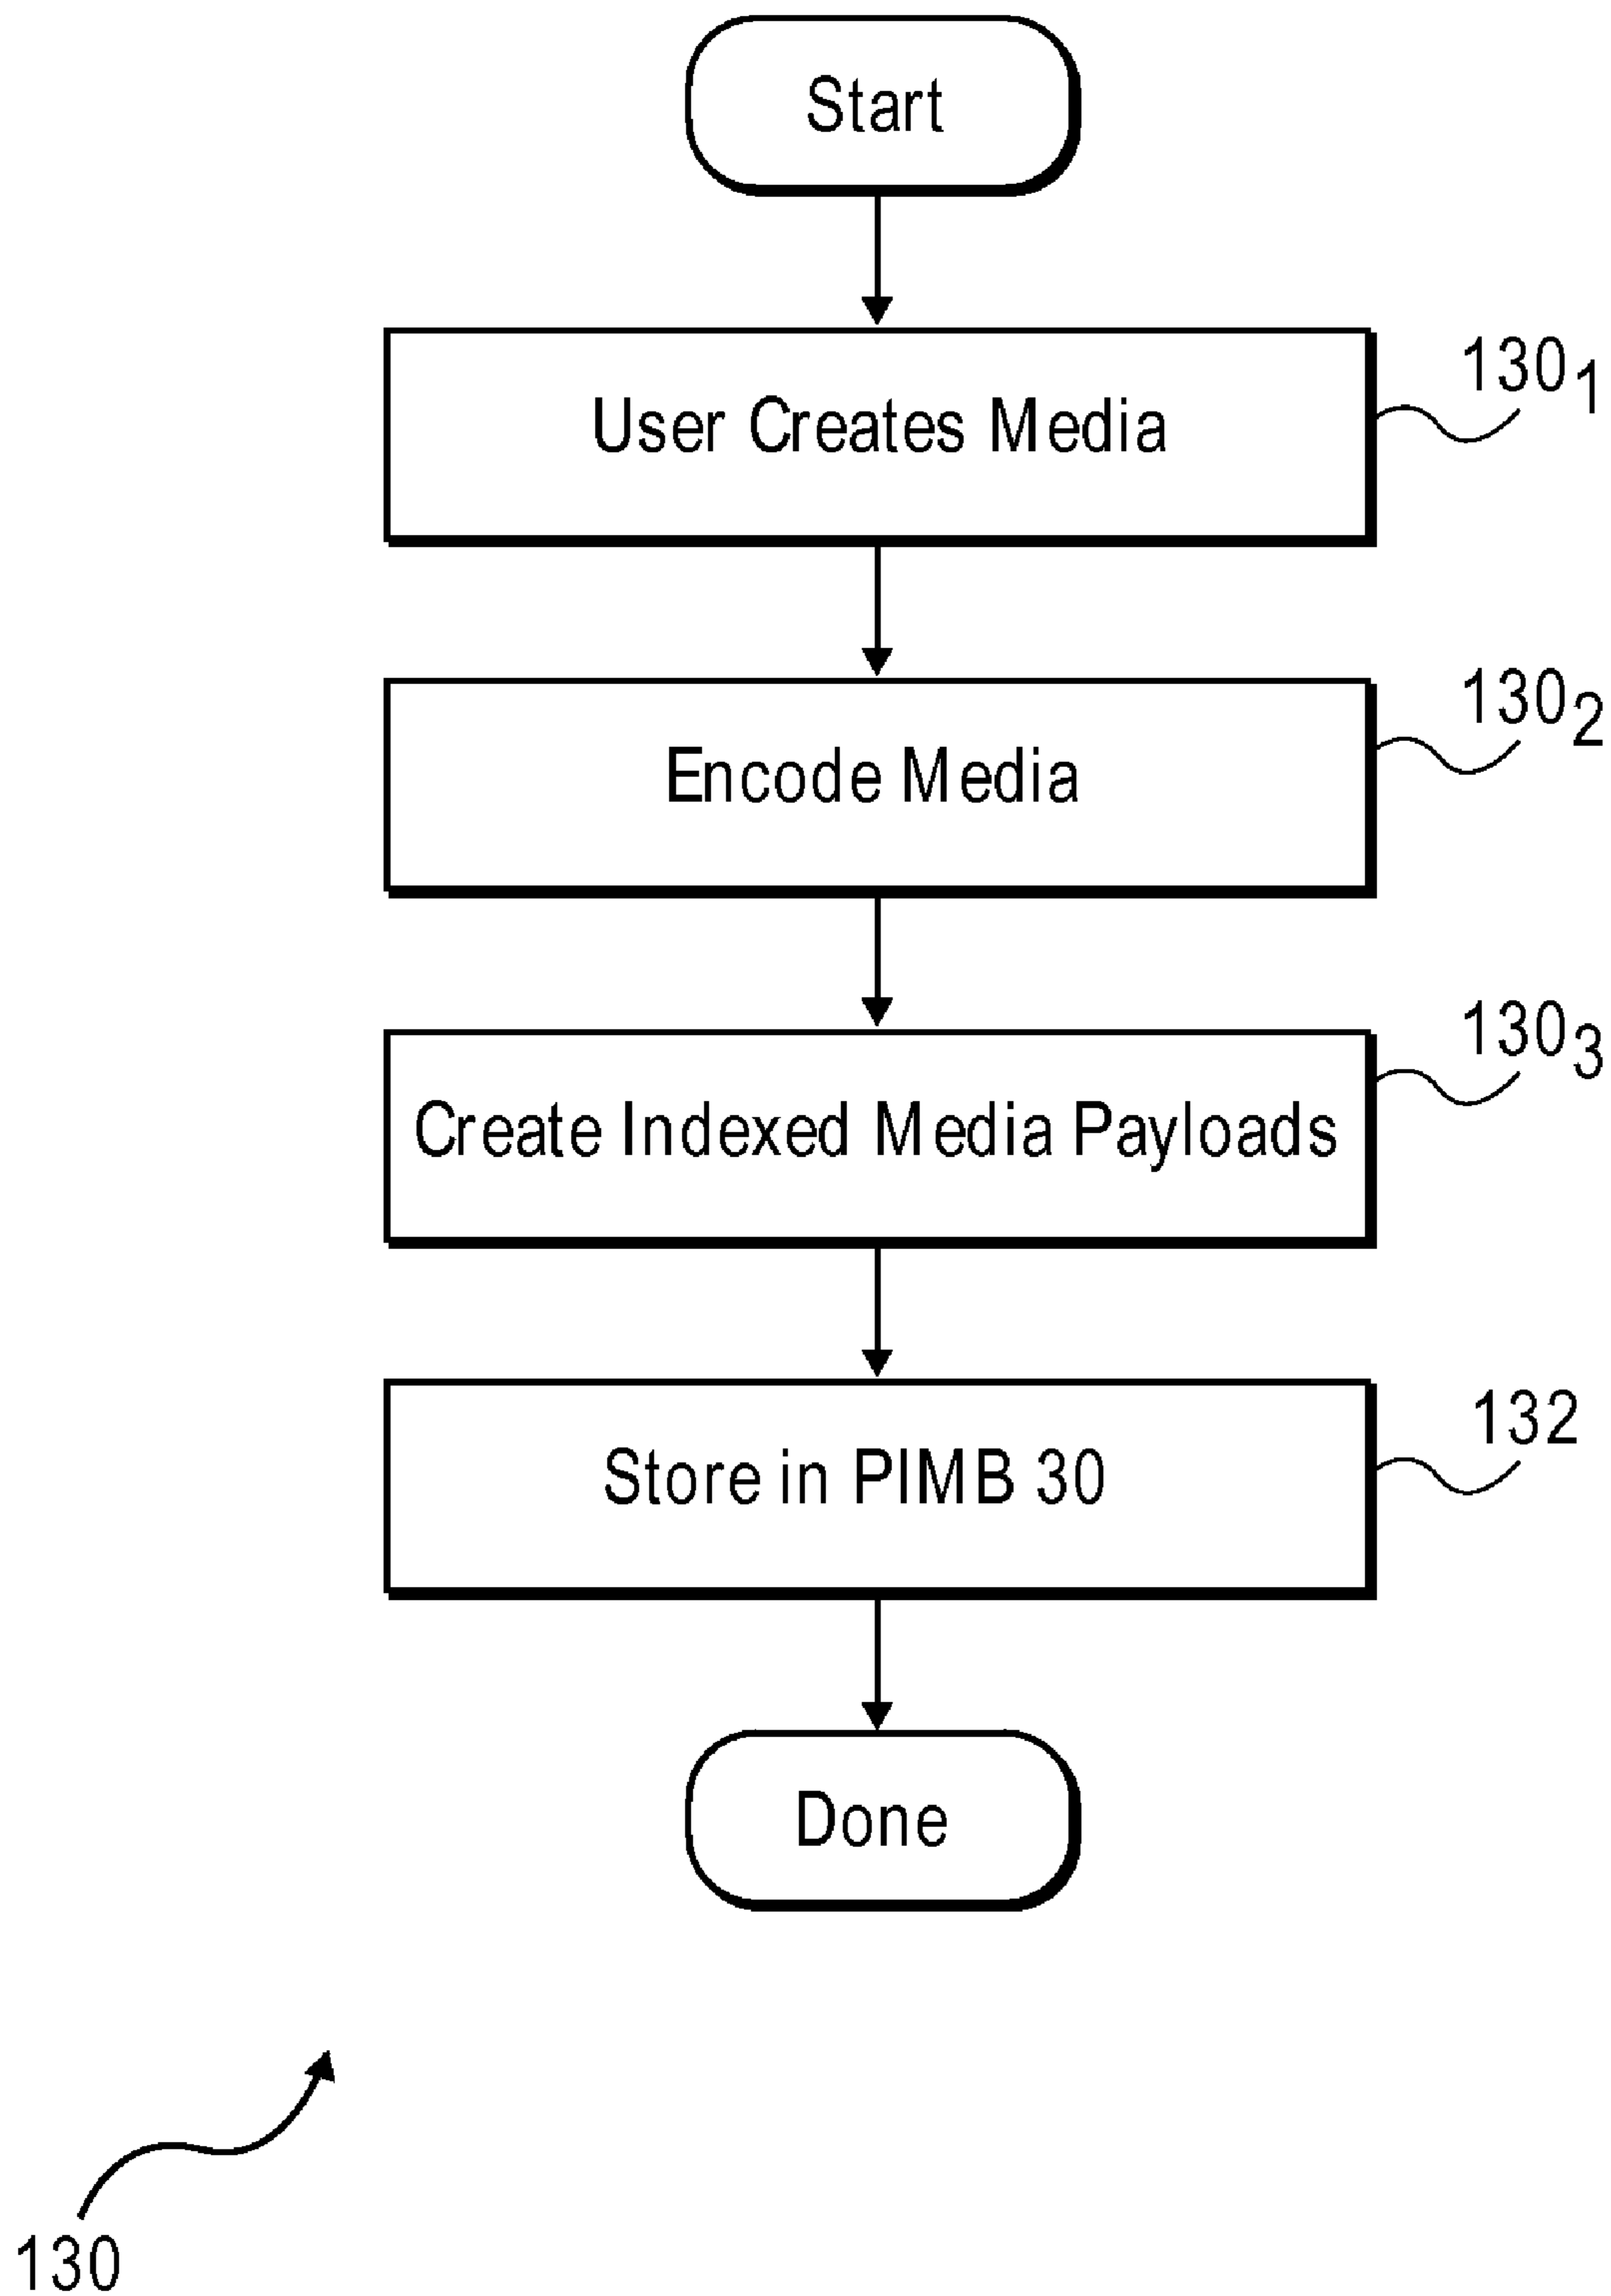 Start
User Creates Media
130₁
Encode Media
130₂
Create Indexed Media Payloads
130₃
Store in PIMB 30
132
Done
130